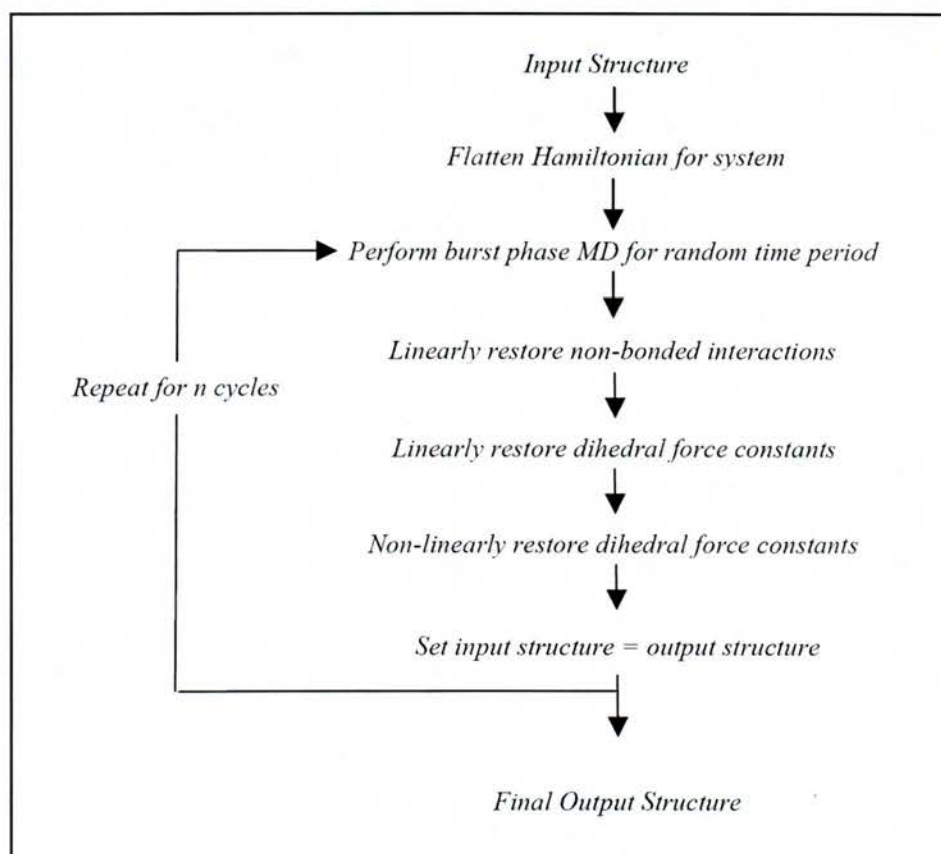 Input Structure
Flatten Hamiltonian for system
Perform burst phase MD for random time period
Linearly restore non-bonded interactions
Repeat for n cycles
Linearly restore dihedral force constants
Non-linearly restore dihedral force constants
Set input structure = output structure
Final Output Structure